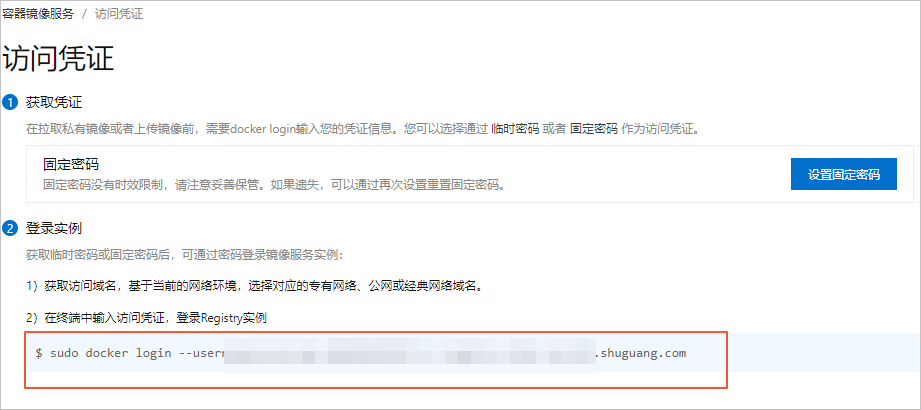 容器镜像服务 / 访问凭证
访问凭证
1 获取凭证
在拉取私有镜像或者上传镜像前，需要docker login输入您的凭证信息。您可以选择通过 临时密码 或者 固定密码 作为访问凭证。
固定密码
固定密码没有时效限制，请注意妥善保管。如果遗失，可以通过再次设置重置固定密码。
设置固定密码
2 登录实例
获取临时密码或固定密码后，可通过密码登录镜像服务实例：
1）获取访问域名，基于当前的网络环境，选择对应的专有网络、公网或经典网络域名。
2）在终端中输入访问凭证，登录Registry实例
$ sudo docker login --usern .shuguang.com